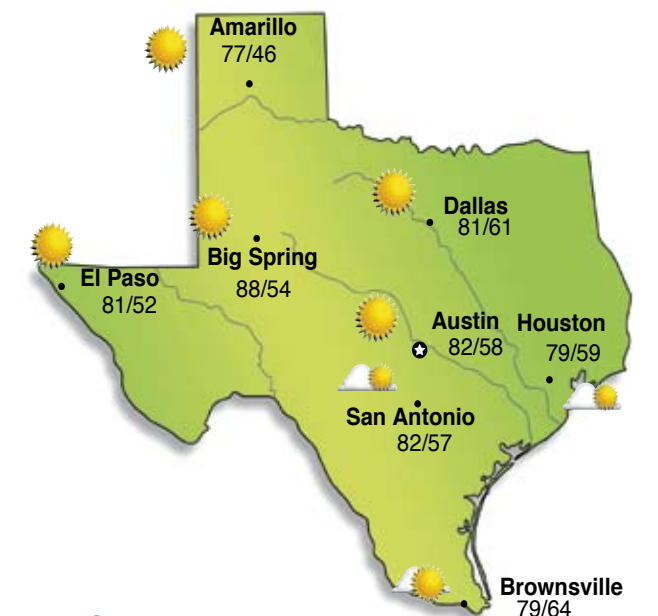 Amarillo
77/46
Dallas
81/61
Big Spring
88/54
El Paso
81/52
Austin
82/58
Houston
79/59
San Antonio
82/57
Brownsville
79/64